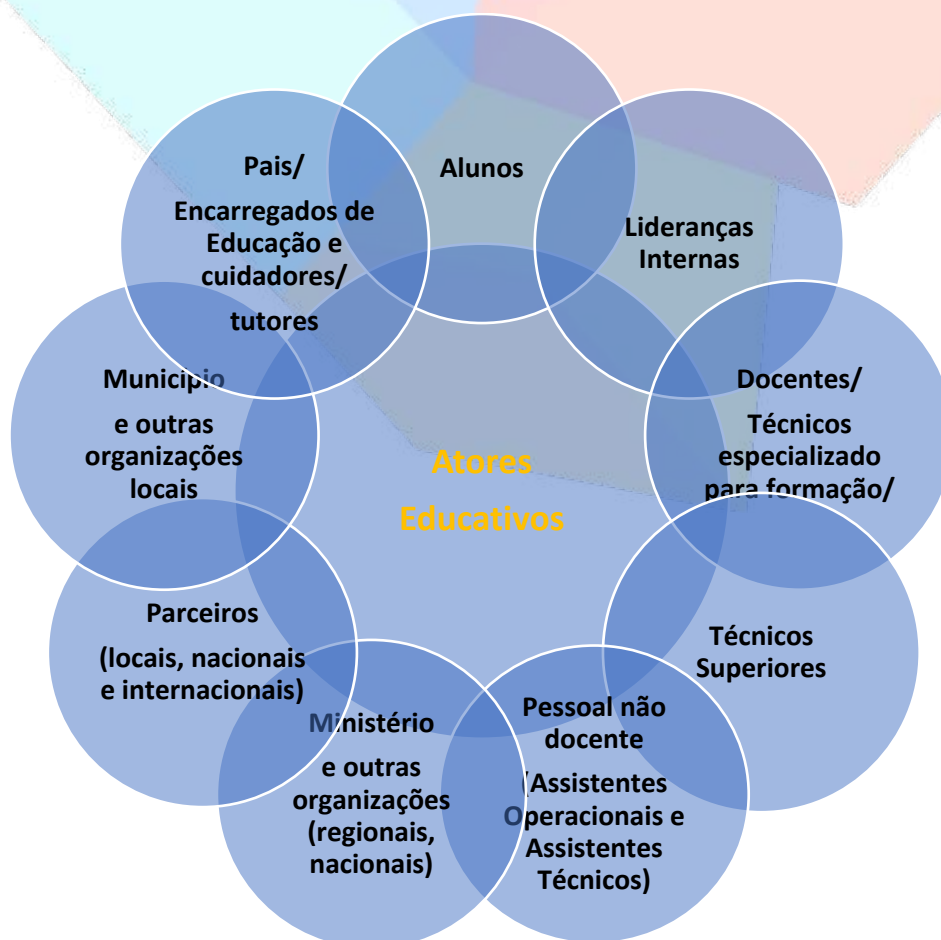 Alunos
Pais/
Encarregados de
Educação e
cuidadores/
tutores
Lideranças
Internas
Docentes/
Técnicos
especializado
para formação/
Técnicos
Superiores
Pessoal não
docente
(Assistentes
Operacionais e
Assistentes
Técnicos)
Ministério
e outras
organizações
(regionais,
nacionais)
Parceiros
(locais, nacionais
e internacionais)
Município
e outras
organizações
locais
Atores
Educativos